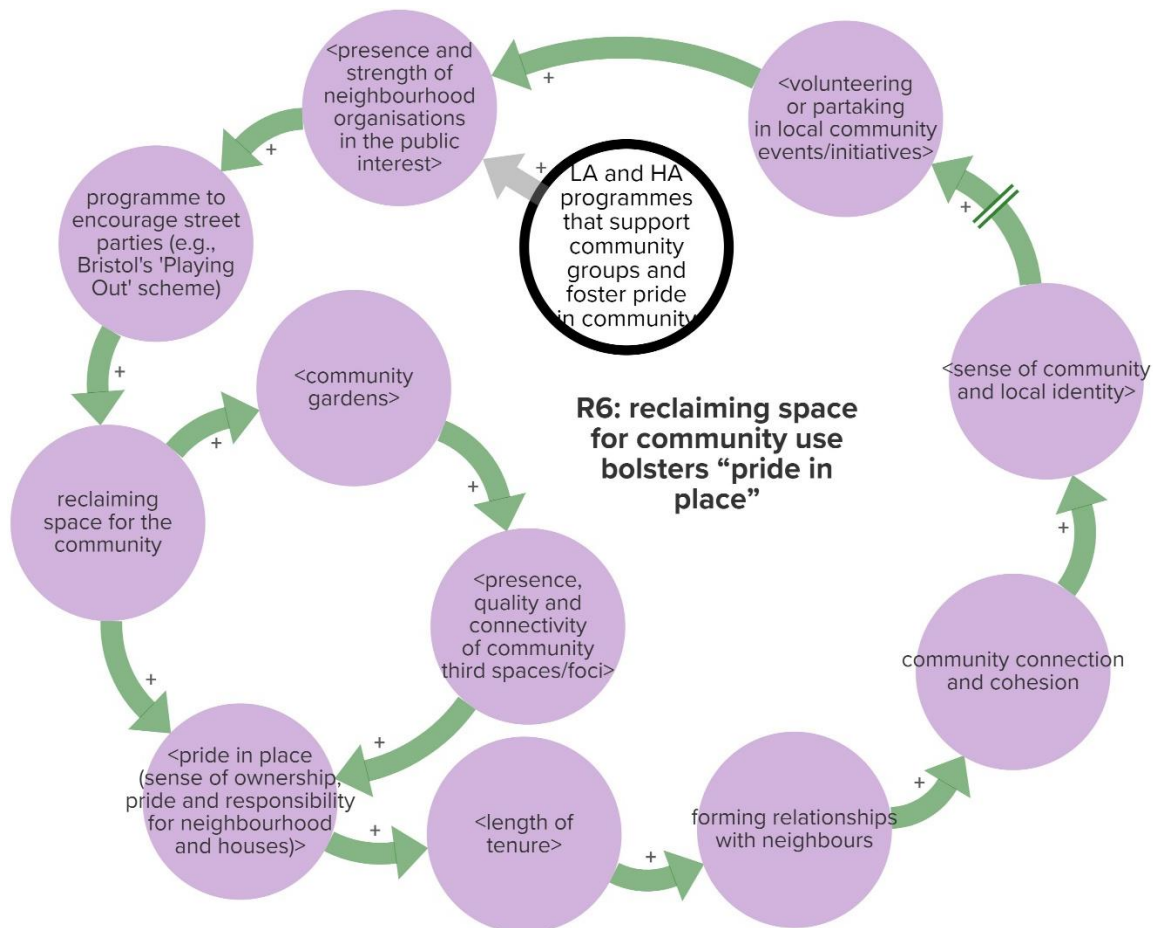 <presence and
strength of
neighbourhood
organisations
in the public
interest>
+
<volunteering
or partaking
in local community
events/initiatives>
+
LA and HA
programmes
that support
community
groups and
foster pride
in community
+
programme to
encourage street
parties (e.g.,
Bristol's 'Playing
Out' scheme)
+
+
<community
gardens>
<sense of community
and local identity>
R6: reclaiming space
for community use
bolsters “pride in
place”
+
+
reclaiming
space for the
community
+
<presence,
quality and
connectivity
of community
third spaces/foci>
community connection
and cohesion
+
+
<pride in place
(sense of ownership,
pride and responsibility
for neighbourhood
and houses)>
+
<length of
tenure>
+
forming relationships
with neighbours
+